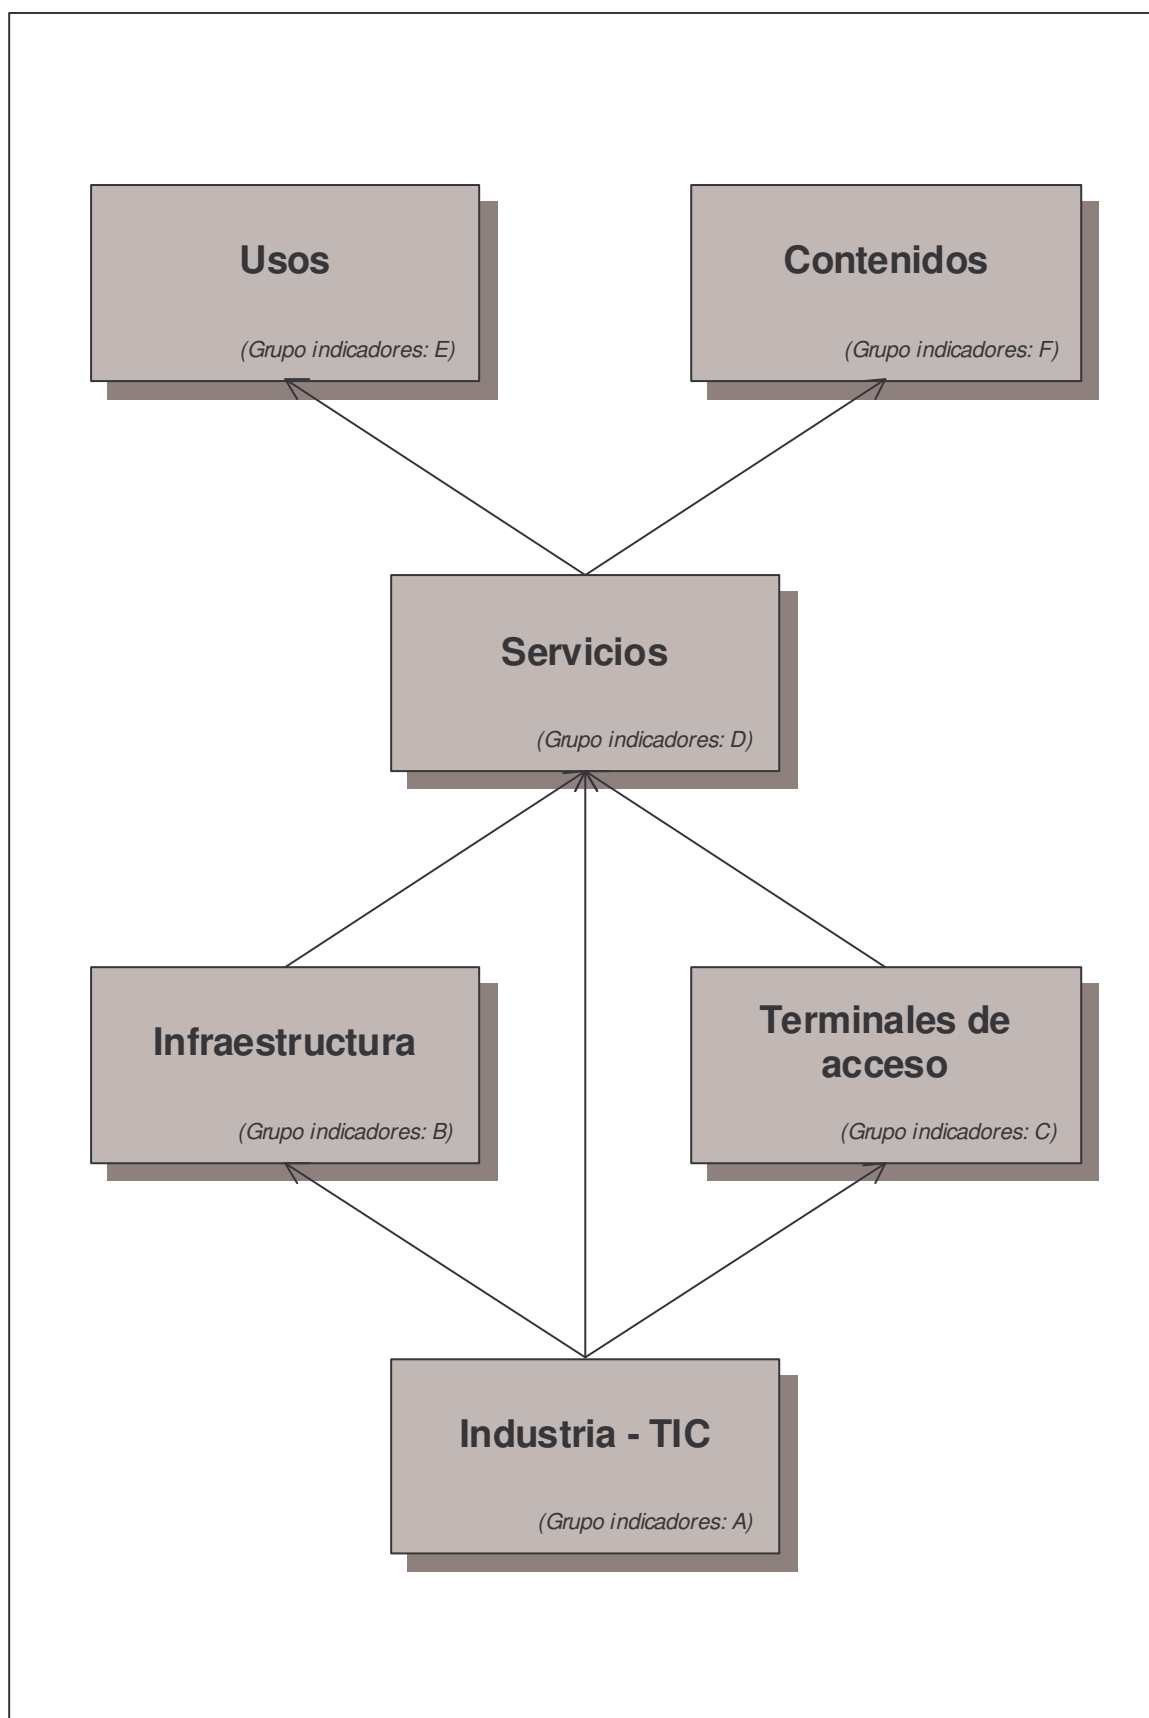 Usos
(Grupo indicadores: E)
Contenidos
(Grupo indicadores: F)
Servicios
(Grupo indicadores: D)
Infraestructura
(Grupo indicadores: B)
Terminales de
acceso
(Grupo indicadores: C)
Industria - TIC
(Grupo indicadores: A)